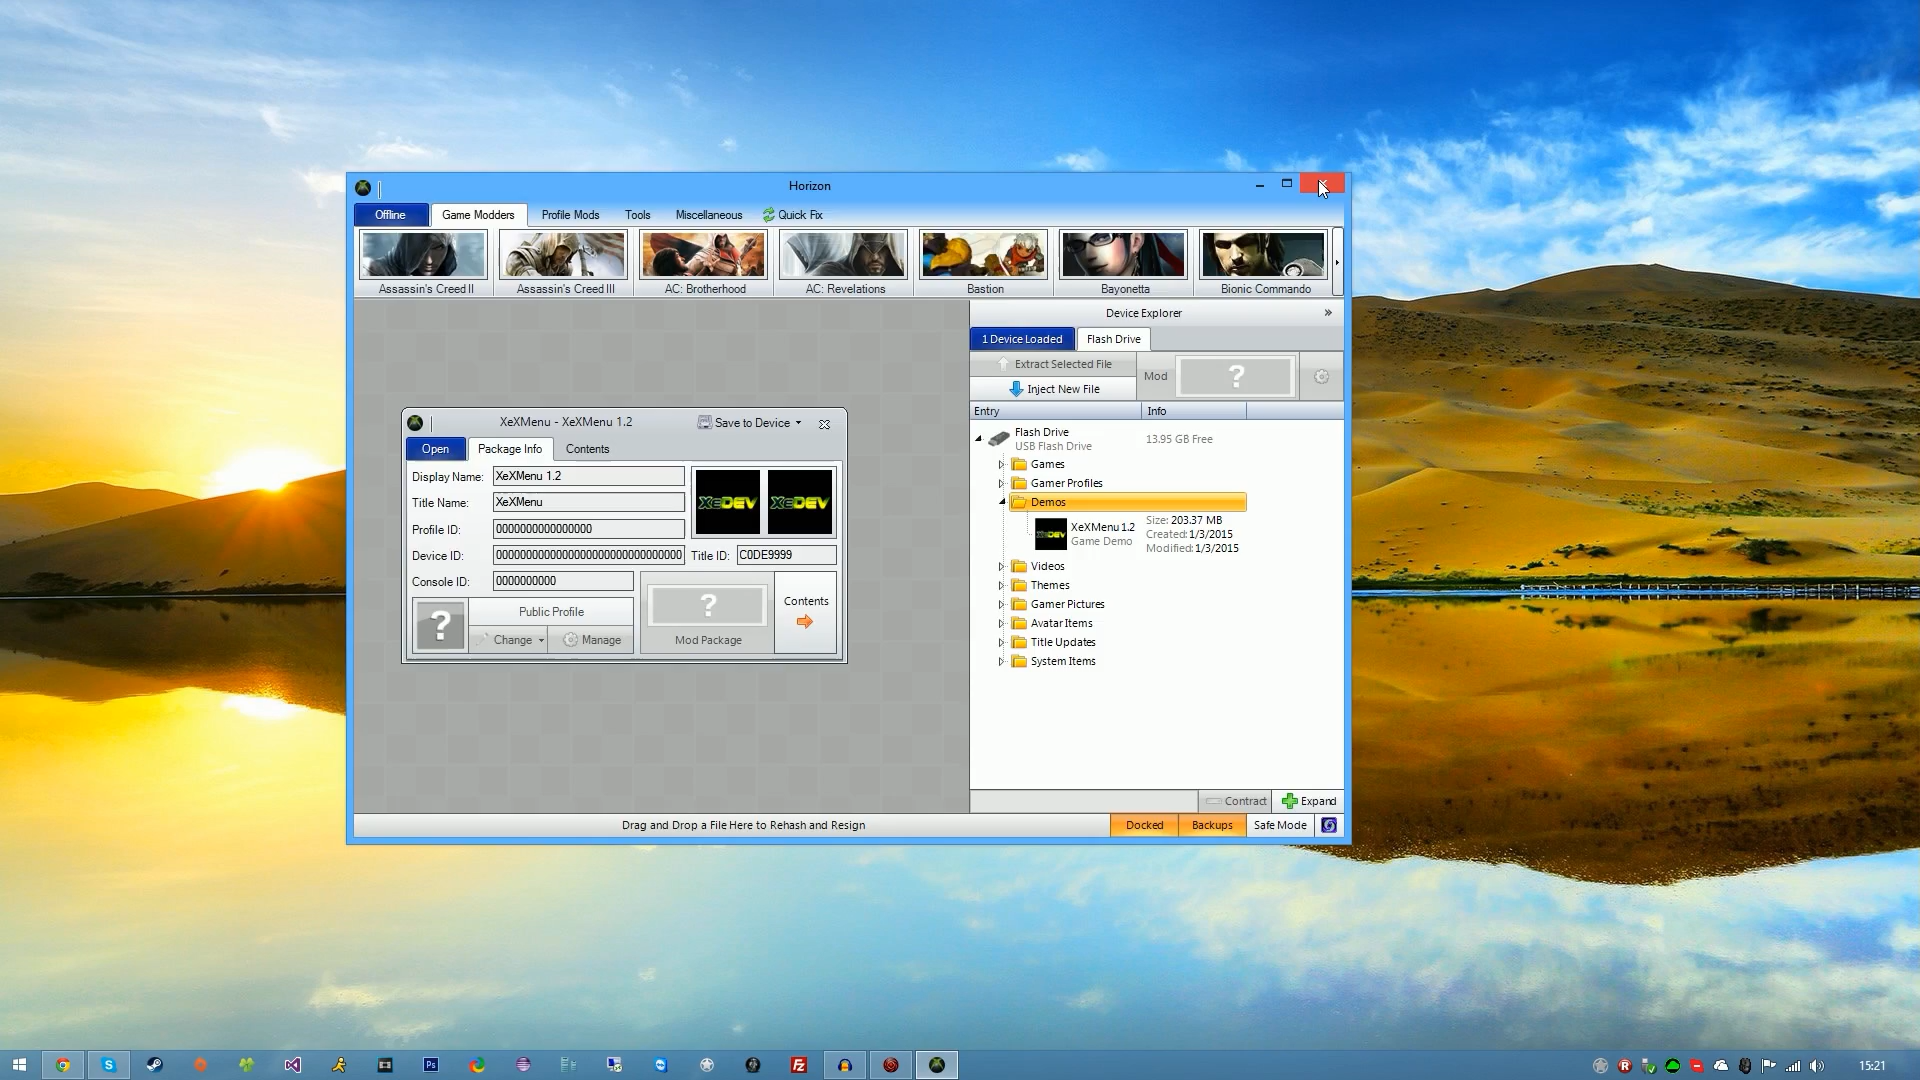 Horizon
Offline Game Modders Profile Mods Tools Miscellaneous Quick Fix
Assassin's Creed II Assassin's Creed III AC: Brotherhood AC: Revelations Bastion Bayonetta Bionic Commando
Device Explorer »
1 Device Loaded Flash Drive
Extract Selected File
Inject New File
Mod ?
Entry Info
Flash Drive
USB Flash Drive
13.95 GB Free
Games
Gamer Profiles
Demos
XeXMenu 1.2
Game Demo
Size: 203.37 MB
Created: 1/3/2015
Modified: 1/3/2015
Videos
Themes
Gamer Pictures
Avatar Items
Title Updates
System Items
Contract Expand
XeXMenu - XeXMenu 1.2 Save to Device
Open Package Info Contents
Display Name: XeXMenu 1.2
Title Name: XeXMenu
XeDEV XeDEV
Profile ID: 0000000000000000
Device ID: 0000000000000000000000000000000000000000 Title ID: C0DE9999
Console ID: 0000000000
? Public Profile
Change Manage
?
Mod Package
Contents
Drag and Drop a File Here to Rehash and Resign
Docked Backups Safe Mode
15:21